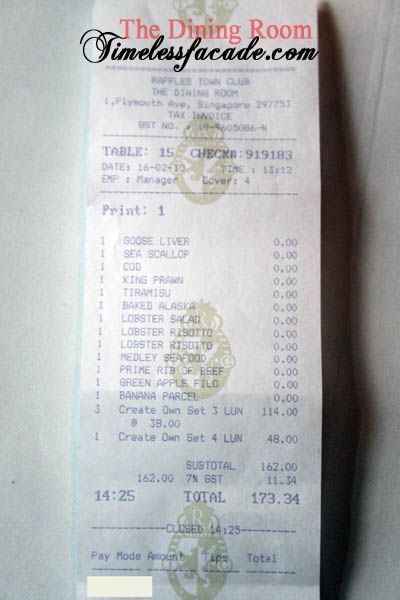 The Dining Room
Timelessfacade.com
RAFFLES TOWN CLUB
THE DINING ROOM
1,Plymouth Ave, Singapore 297753
TAX INVOICE
GST NO. : 19-9605086-N
TABLE: 15 CHECK#:919183
DATE: 16-02-10 TIME : 13:12
EMP : Manager Cover: 4
Print: 1
1 GOOSE LIVER 0.00
1 SEA SCALLOP 0.00
1 COD 0.00
1 KING PRAWN 0.00
1 TIRAMISU 0.00
1 BAKED ALASKA 0.00
1 LOBSTER SALAD 0.00
1 LOBSTER RISOTTO 0.00
1 LOBSTER RISOTTO 0.00
1 MEDLEY SEAFOOD 0.00
1 PRIME RIB OF BEEF 0.00
1 GREEN APPLE FILO 0.00
1 BANANA PARCEL 0.00
3 Create Own Set 3 LUN 114.00
@ 38.00
1 Create Own Set 4 LUN 48.00
SUBTOTAL 162.00
162.00 7% GST 11.34
14:25 TOTAL 173.34
CLOSED 14:25
Pay Mode Amount Tips Total